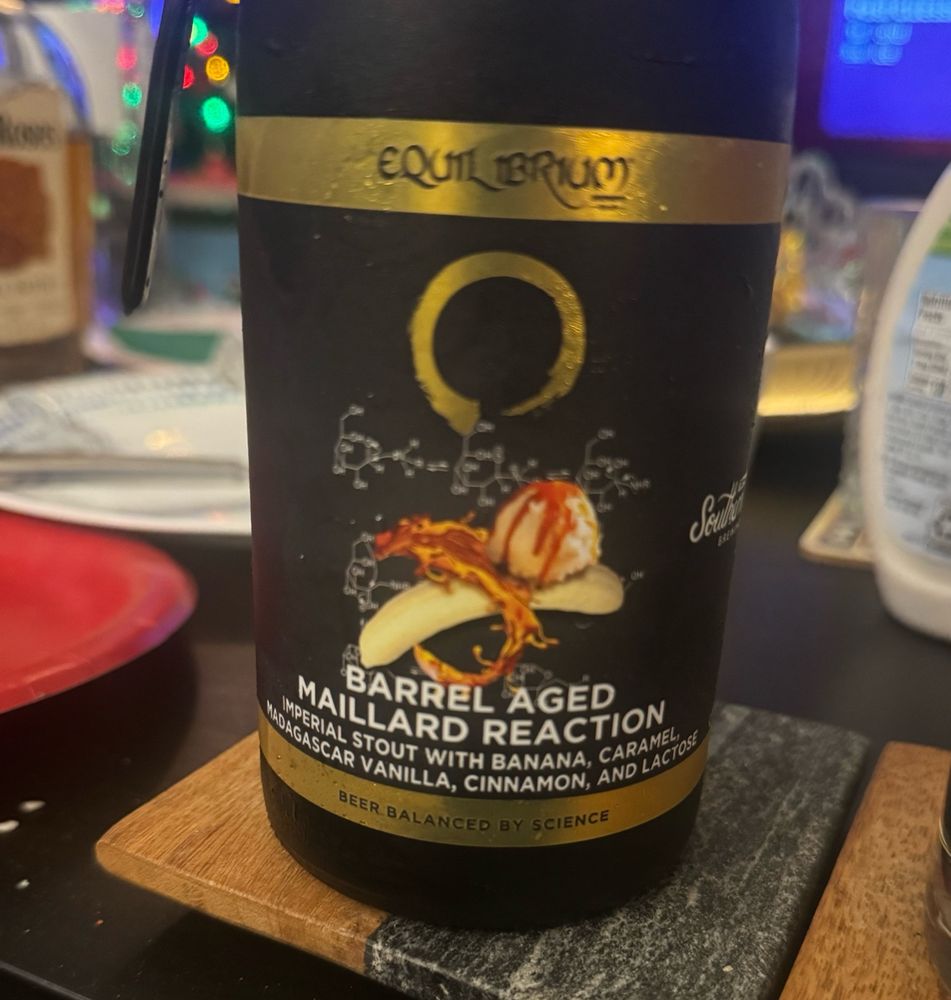 EQUILIBRIUM
Southern
BARREL AGED
MAILLARD REACTION
IMPERIAL STOUT WITH BANANA, CARAMEL,
MADAGASCAR VANILLA, CINNAMON, AND LACTOSE
BEER BALANCED BY SCIENCE